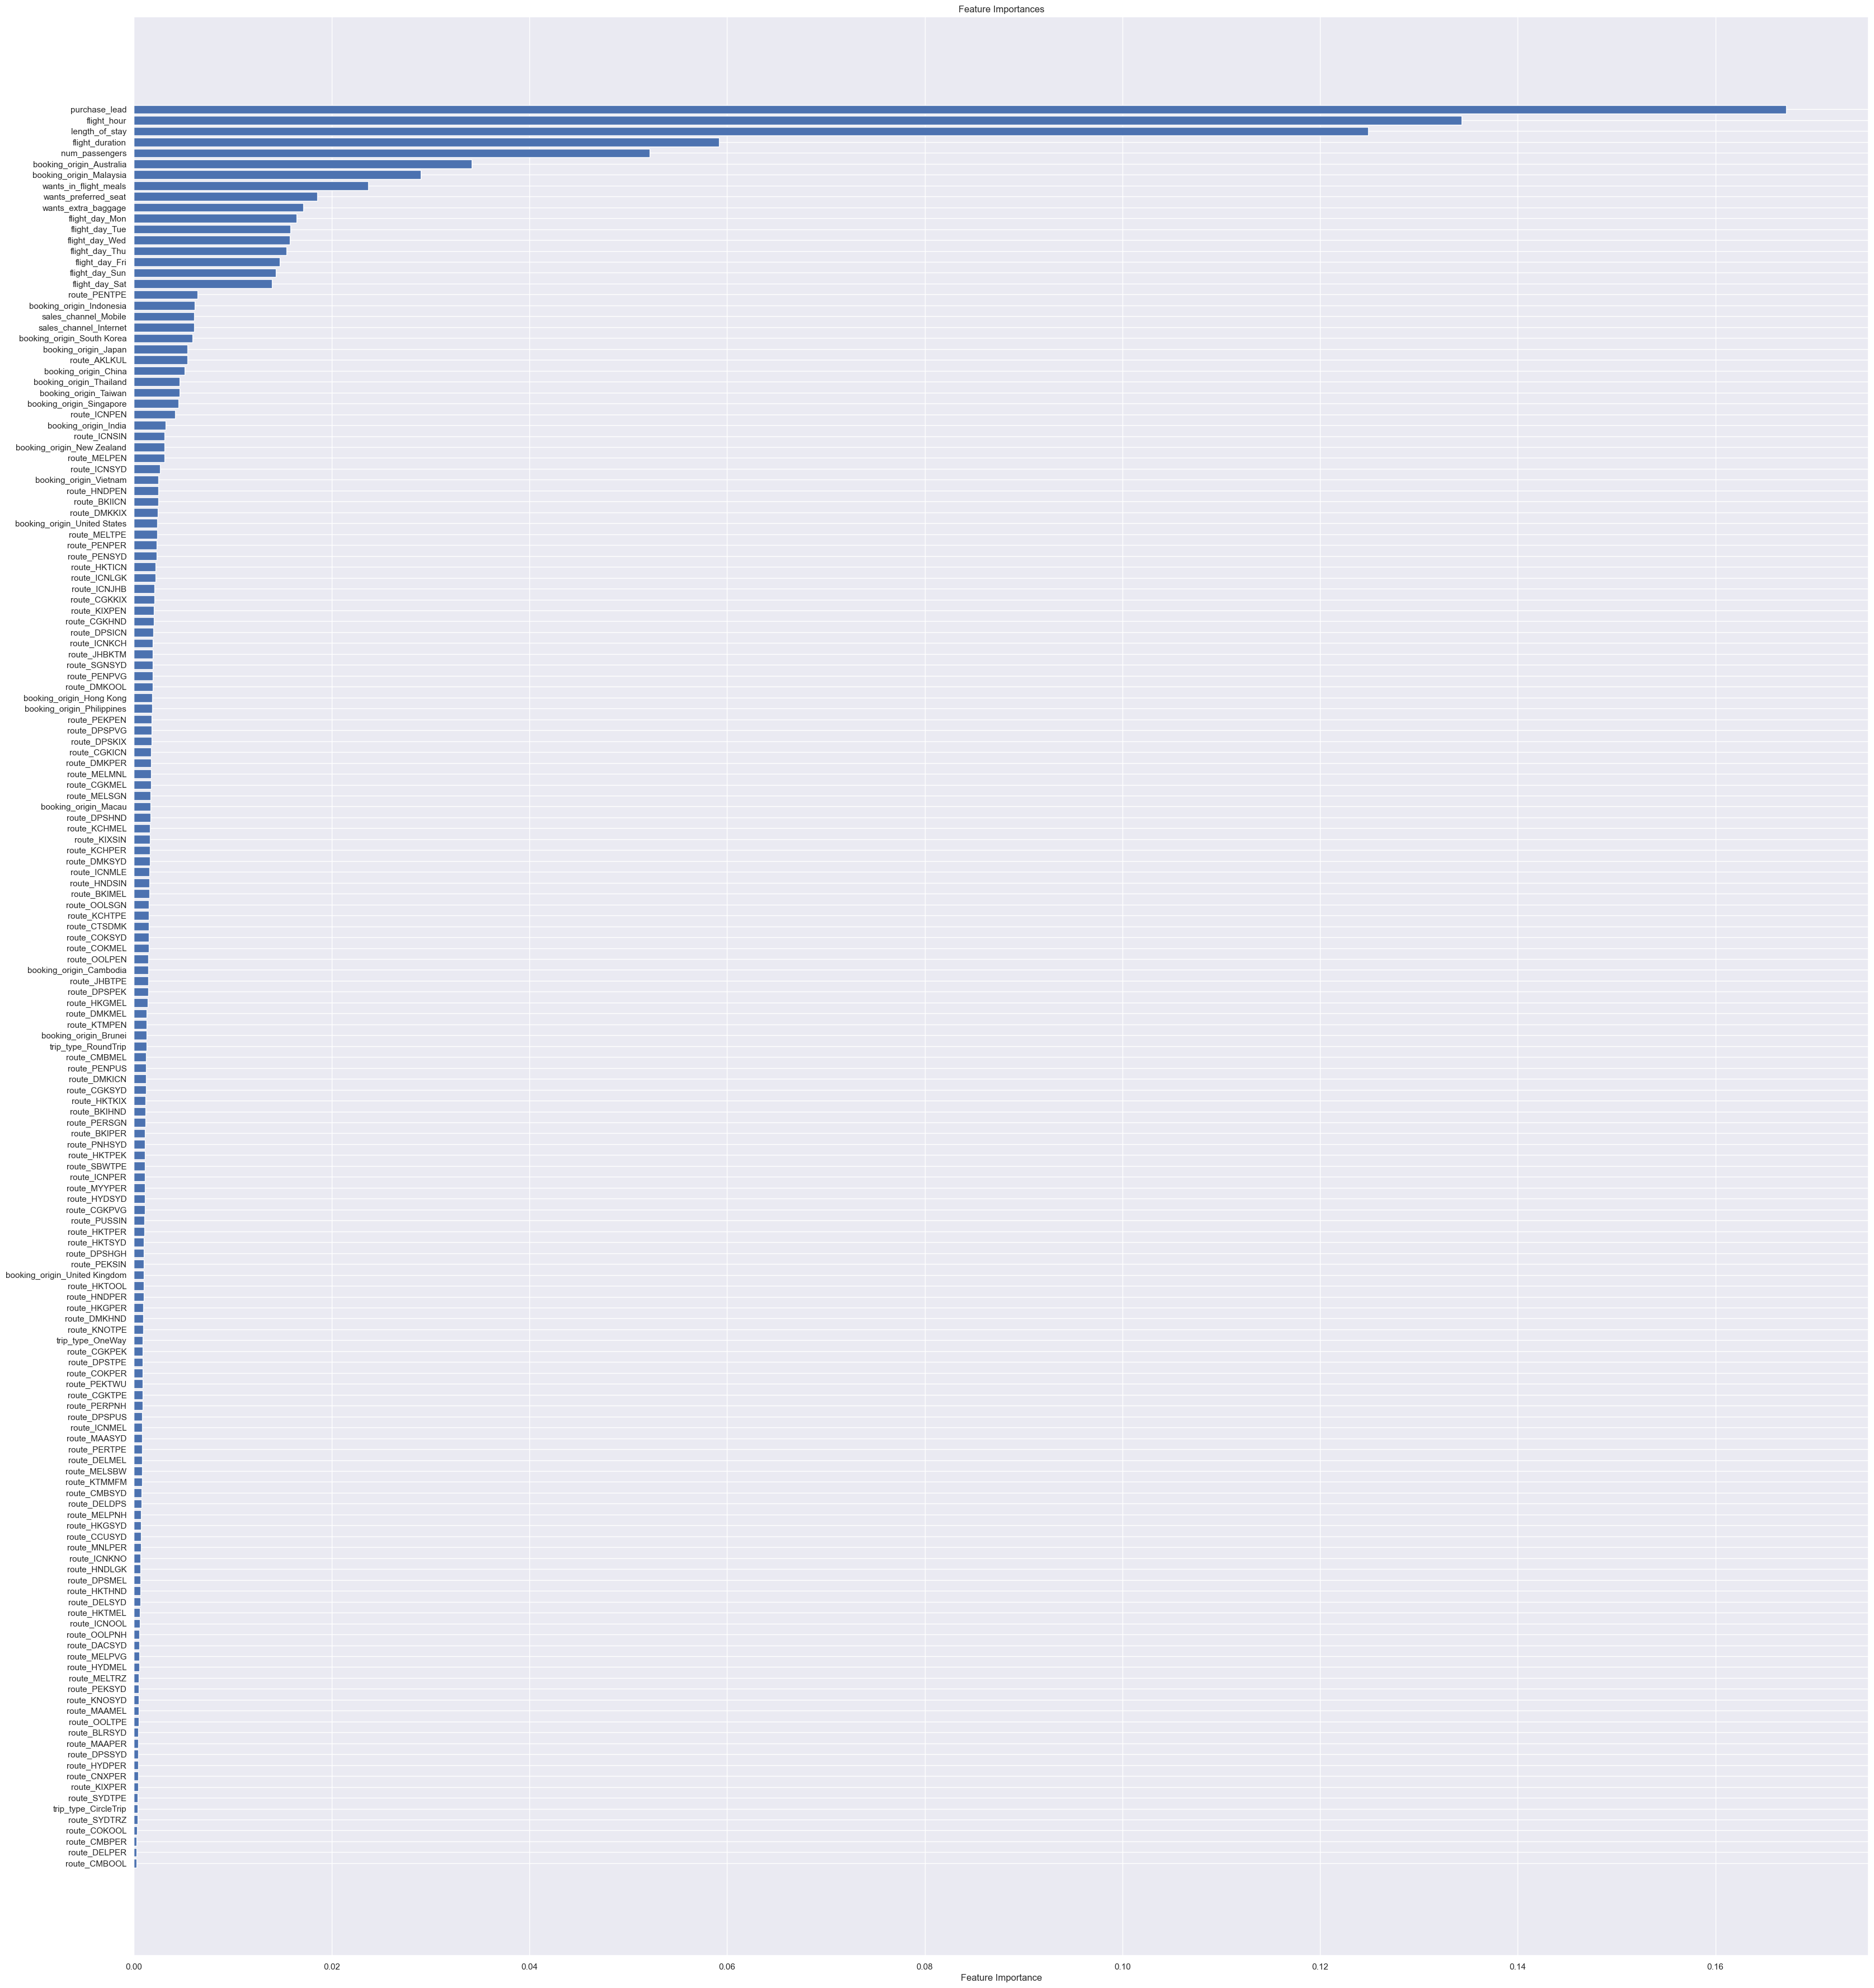 Feature Importances
purchase_lead
flight_hour
length_of_stay
flight_duration
num_passengers
booking_origin_Australia
booking_origin_Malaysia
wants_in_flight_meals
wants_preferred_seat
wants_extra_baggage
flight_day_Mon
flight_day_Tue
flight_day_Wed
flight_day_Thu
flight_day_Fri
flight_day_Sun
flight_day_Sat
route_PENTPE
booking_origin_Indonesia
sales_channel_Mobile
sales_channel_Internet
booking_origin_South Korea
booking_origin_Japan
route_AKLKUL
booking_origin_China
booking_origin_Thailand
booking_origin_Taiwan
booking_origin_Singapore
route_ICNPEN
booking_origin_India
route_ICNSIN
booking_origin_New Zealand
route_MELPEN
route_ICNSYD
booking_origin_Vietnam
route_HNDPEN
route_BKIICN
route_DMKKIX
booking_origin_United States
route_MELTPE
route_PENPER
route_PENSYD
route_HKTICN
route_ICNLGK
route_ICNJHB
route_CGKKIX
route_KIXPEN
route_CGKHND
route_DPSICN
route_ICNKCH
route_JHBKTM
route_SGNSYD
route_PENPVG
route_DMKOOL
booking_origin_Hong Kong
booking_origin_Philippines
route_PEKPEN
route_DPSPVG
route_DPSKIX
route_CGKICN
route_DMKPER
route_MELMNL
route_CGKMEL
route_MELSGN
booking_origin_Macau
route_DPSHND
route_KCHMEL
route_KIXSIN
route_KCHPER
route_DMKSYD
route_ICNMLE
route_HNDSIN
route_BKIMEL
route_OOLSGN
route_KCHTPE
route_CTSDMK
route_COKSYD
route_COKMEL
route_OOLPEN
booking_origin_Cambodia
route_JHBTPE
route_DPSPEK
route_HKGMEL
route_DMKMEL
route_KTMPEN
booking_origin_Brunei
trip_type_RoundTrip
route_CMBMEL
route_PENPUS
route_DMKICN
route_CGKSYD
route_HKTKIX
route_BKIHND
route_PERSGN
route_BKIPER
route_PNHSYD
route_HKTPEK
route_SBWTPE
route_ICNPER
route_MYYPER
route_HYDSYD
route_CGKPVG
route_PUSSIN
route_HKTPER
route_HKTSYD
route_DPSHGH
route_PEKSIN
booking_origin_United Kingdom
route_HKTOOL
route_HNDPER
route_HKGPER
route_DMKHND
route_KNOTPE
trip_type_OneWay
route_CGKPEK
route_DPSTPE
route_COKPER
route_PEKTWU
route_CGKTPE
route_PERPNH
route_DPSPUS
route_ICNMEL
route_MAASYD
route_PERTPE
route_DELMEL
route_MELSBW
route_KTMMFM
route_CMBSYD
route_DELDPS
route_MELPNH
route_HKGSYD
route_CCUSYD
route_MNLPER
route_ICNKNO
route_HNDLGK
route_DPSMEL
route_HKTHND
route_DELSYD
route_HKTMEL
route_ICNOOL
route_OOLPNH
route_DACSYD
route_MELPVG
route_HYDMEL
route_MELTRZ
route_PEKSYD
route_KNOSYD
route_MAAMEL
route_OOLTPE
route_BLRSYD
route_MAAPER
route_DPSSYD
route_HYDPER
route_CNXPER
route_KIXPER
route_SYDTPE
trip_type_CircleTrip
route_SYDTRZ
route_COKOOL
route_CMBPER
route_DELPER
route_CMBOOL
0.00 0.02 0.04 0.06 0.08 0.10 0.12 0.14 0.16
Feature Importance